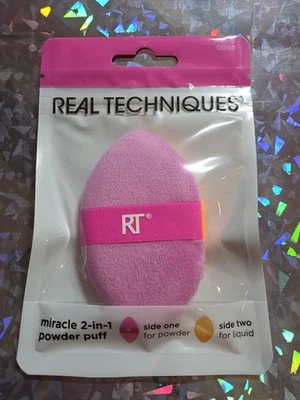 REAL TECHNIQUES®
RT®
miracle 2-in-1
powder puff
side one
for powder
side two
for liquid